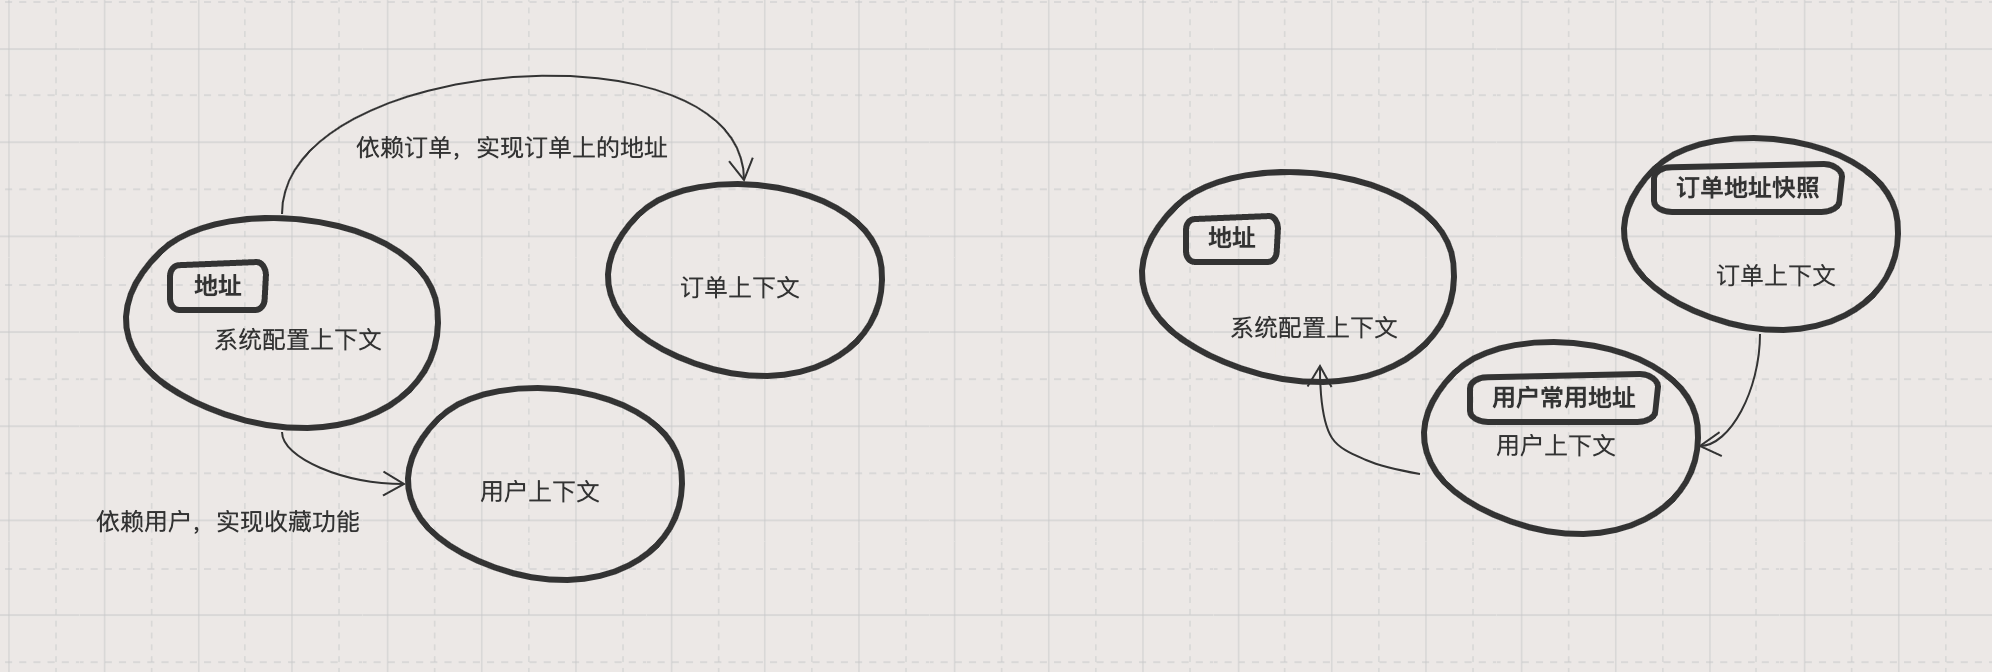 依赖订单，实现订单上的地址
地址
系统配置上下文
订单上下文
用户上下文
依赖用户，实现收藏功能
地址
系统配置上下文
订单地址快照
订单上下文
用户常用地址
用户上下文